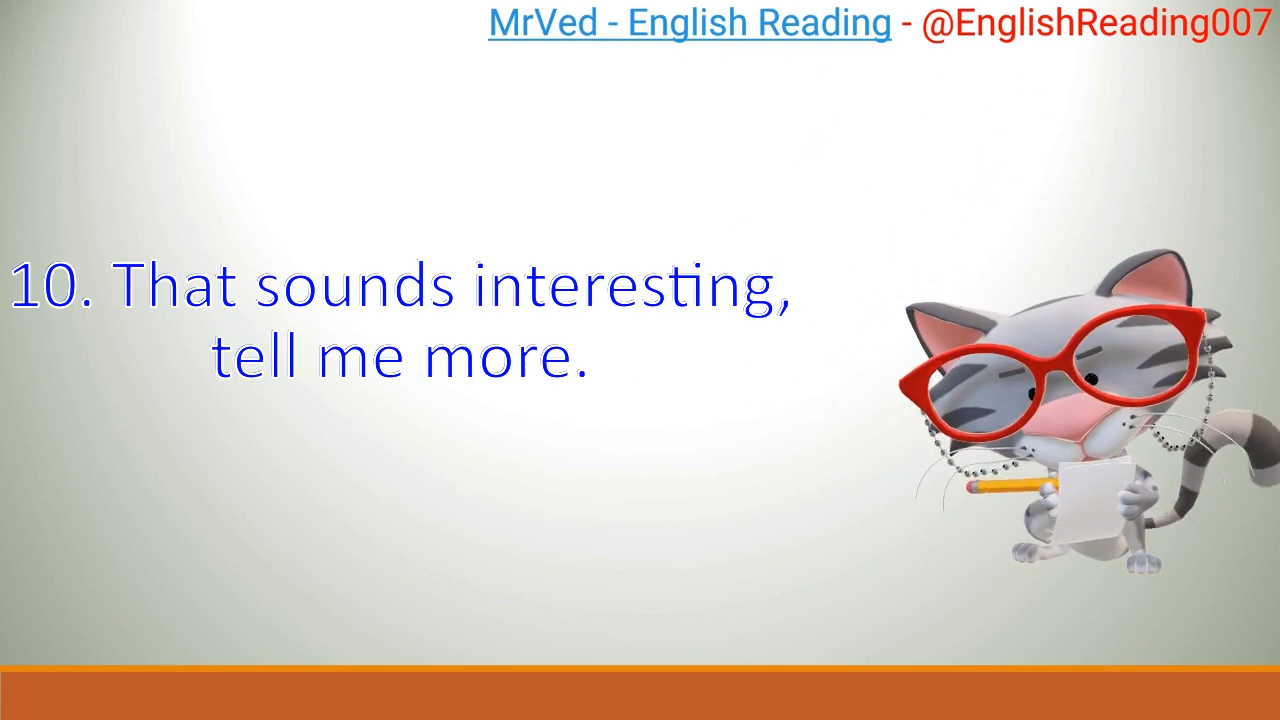 MrVed - English Reading - @EnglishReading007
10. That sounds interesting,
tell me more.